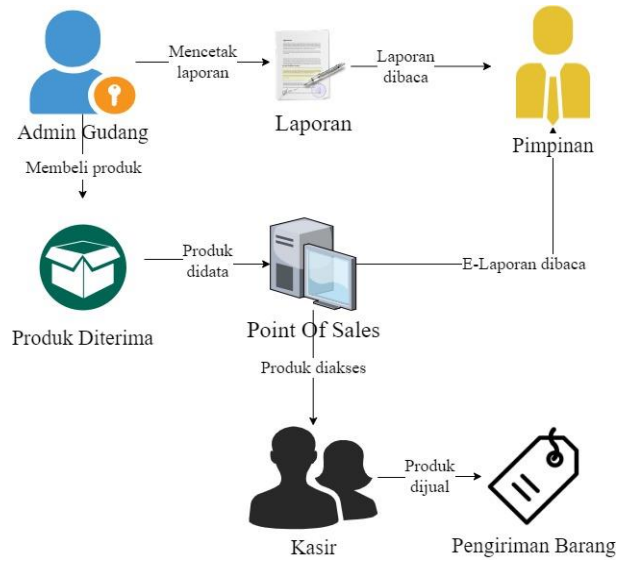 Mencetak
laporan
Laporan
dibaca
Admin Gudang
Laporan
Pimpinan
Membeli produk
Produk
didata
E-Laporan dibaca
Produk Diterima
Point Of Sales
Produk diakses
Produk
dijual
Kasir
Pengiriman Barang